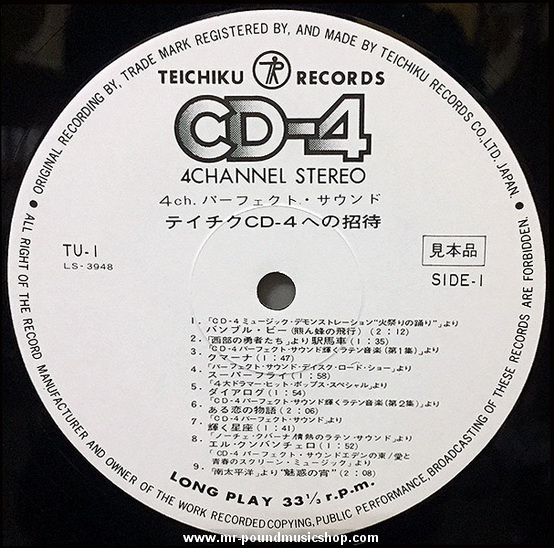 ORIGINAL RECORDING BY, TRADE MARK REGISTERED BY, AND MADE BY TEICHIKU RECORDS CO., LTD. JAPAN.
TEICHIKU RECORDS
CD-4
4CHANNEL STEREO
4ch. パーフェクト・サウンド
テイチクCD-4への招待
TU-1
LS-3948
見本品
SIDE-1
1. 「CD-4ミュージック・デモンストレーション"火祭りの踊り"」より
バンブル・ビー(熊ん蜂の飛行) (2:12)
2. 「西部の勇者たち」より駅馬車(1:35)
3. 「CD-4パーフェクト・サウンド輝くラテン音楽(第1集)」より
クマーナ(1:47)
4. 「パーフェクト・サウンド・ディスク・ロード・ショー」より
スーパーフライ(1:58)
5. 「4大ドラマー・ヒット・ポップス・スペシャル」より
ダイアログ(1:54)
6. 「CD-4パーフェクト・サウンド輝くラテン音楽(第2集)」より
ある恋の物語(2:06)
7. 「CD-4パーフェクト・サウンド
輝く星座(1:41)
8. 「ノーチェ・クバーナ/情熱のラテン・サウンド」より
エル・クンバンチェロ(1:52)
「CD-4 パーフェクト・サウンドエデンの東/愛と
青春のスクリーン・ミュージック」より
9. 「南太平洋」より"魅惑の宵"(2:08)
LONG PLAY 33⅓ r.p.m.
ALL RIGHT OF THE RECORD MANUFACTURER AND OWNER OF THE WORK RECORDED COPYING, PUBLIC PERFORMANCE, BROADCASTING OF THESE RECORDS ARE FORBIDDEN.
www.mr-poundmusicshop.com